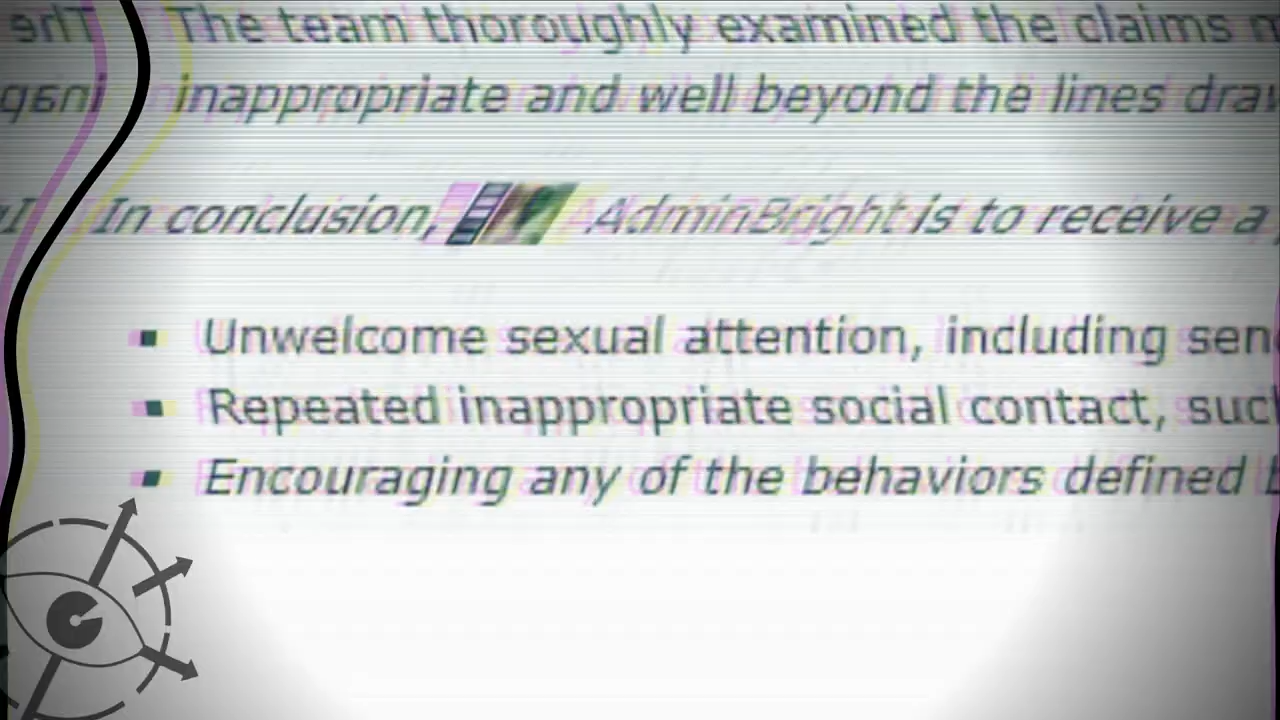 The team thoroughly examined the claims
inappropriate and well beyond the lines
In conclusion, AdminBright is to receive a
Unwelcome sexual attention, including
Repeated inappropriate social contact,
Encouraging any of the behaviors defined